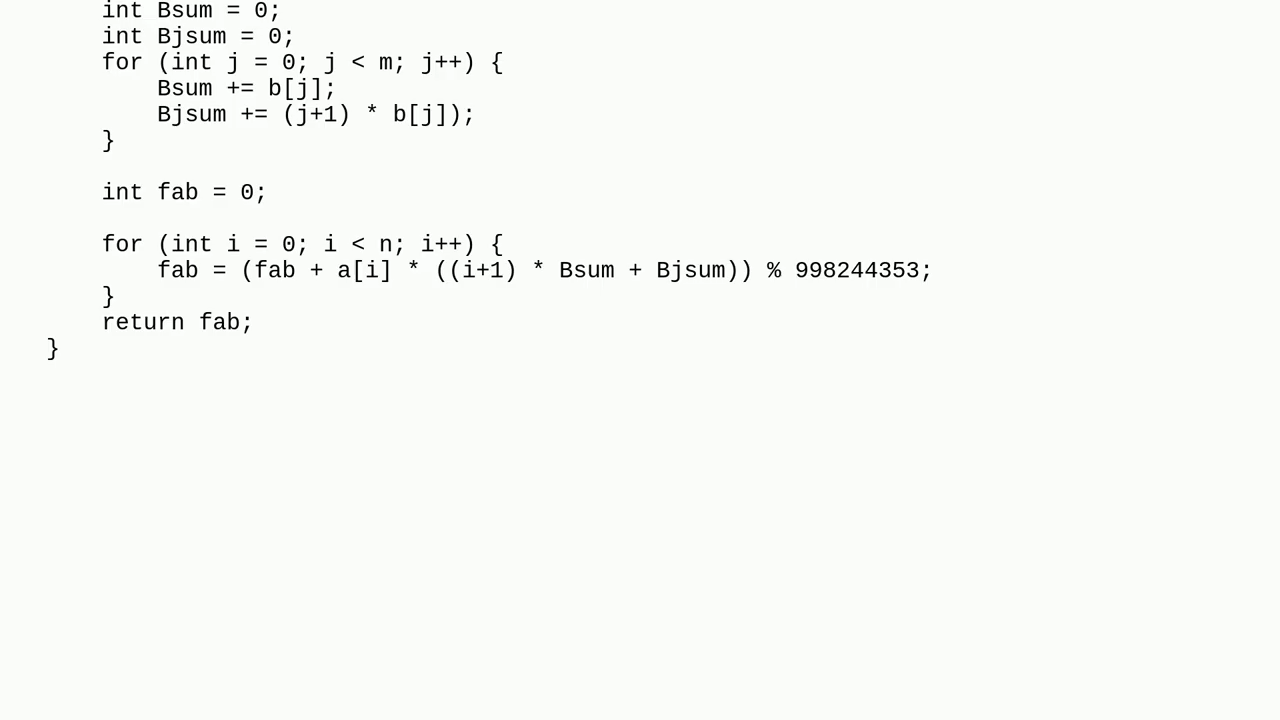 int Bsum = 0;
int Bjsum = 0;
for (int j = 0; j < m; j++) {
Bsum += b[j];
Bjsum += (j+1) * b[j]);
}
int fab = 0;
for (int i = 0; i < n; i++) {
fab = (fab + a[i] * ((i+1) * Bsum + Bjsum)) % 998244353;
}
return fab;
}